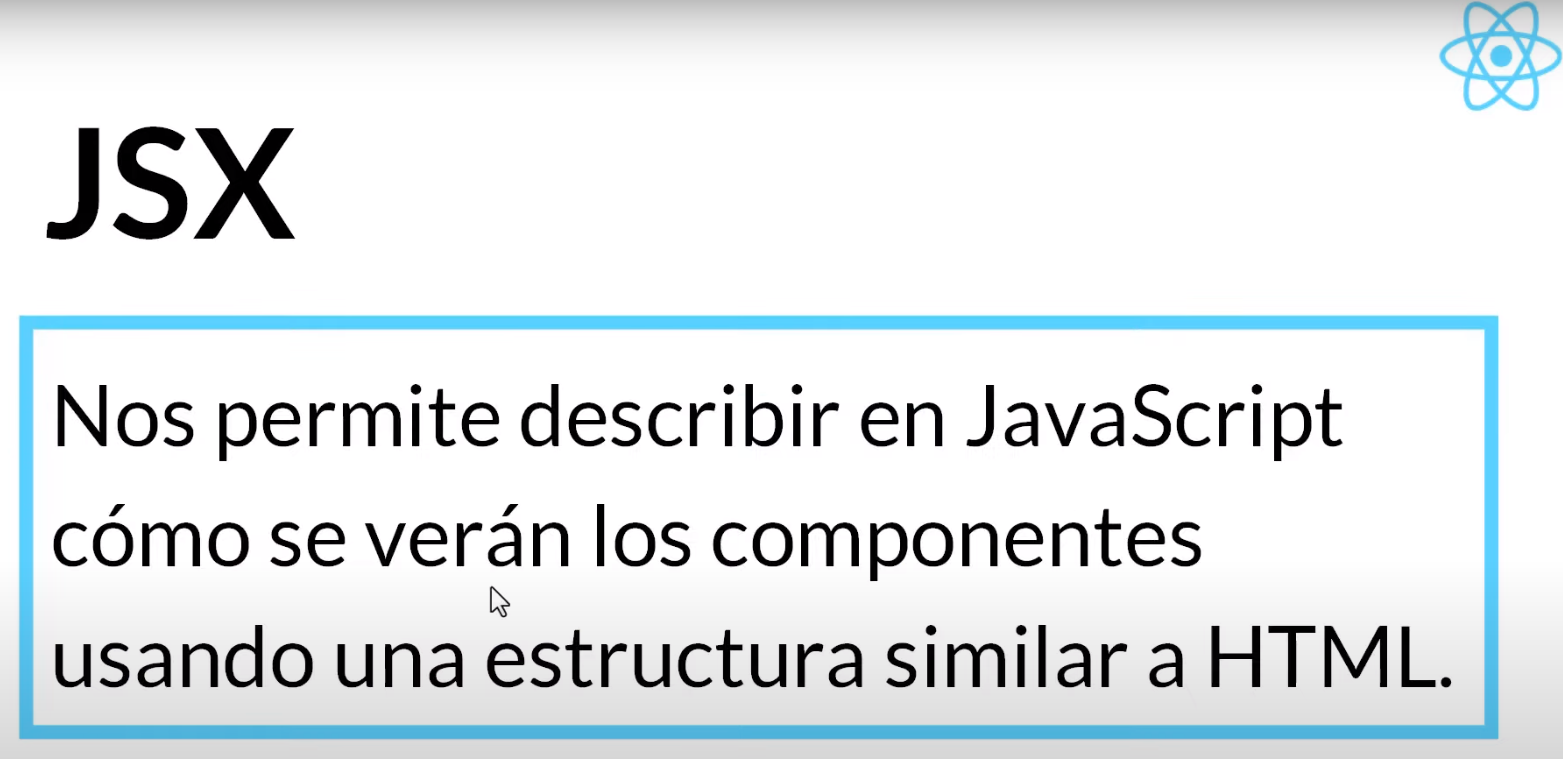 JSX
Nos permite describir en JavaScript
cómo se verán los componentes
usando una estructura similar a HTML.